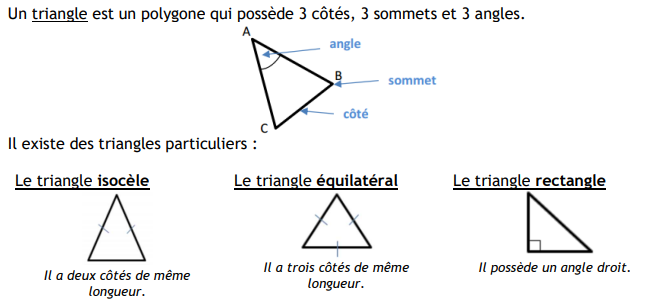 Un triangle est un polygone qui possède 3 côtés, 3 sommets et 3 angles.
A
angle
B
sommet
côté
C
Il existe des triangles particuliers :
Le triangle isocèle
Il a deux côtés de même
longueur.
Le triangle équilatéral
Il a trois côtés de même
longueur.
Le triangle rectangle
Il possède un angle droit.